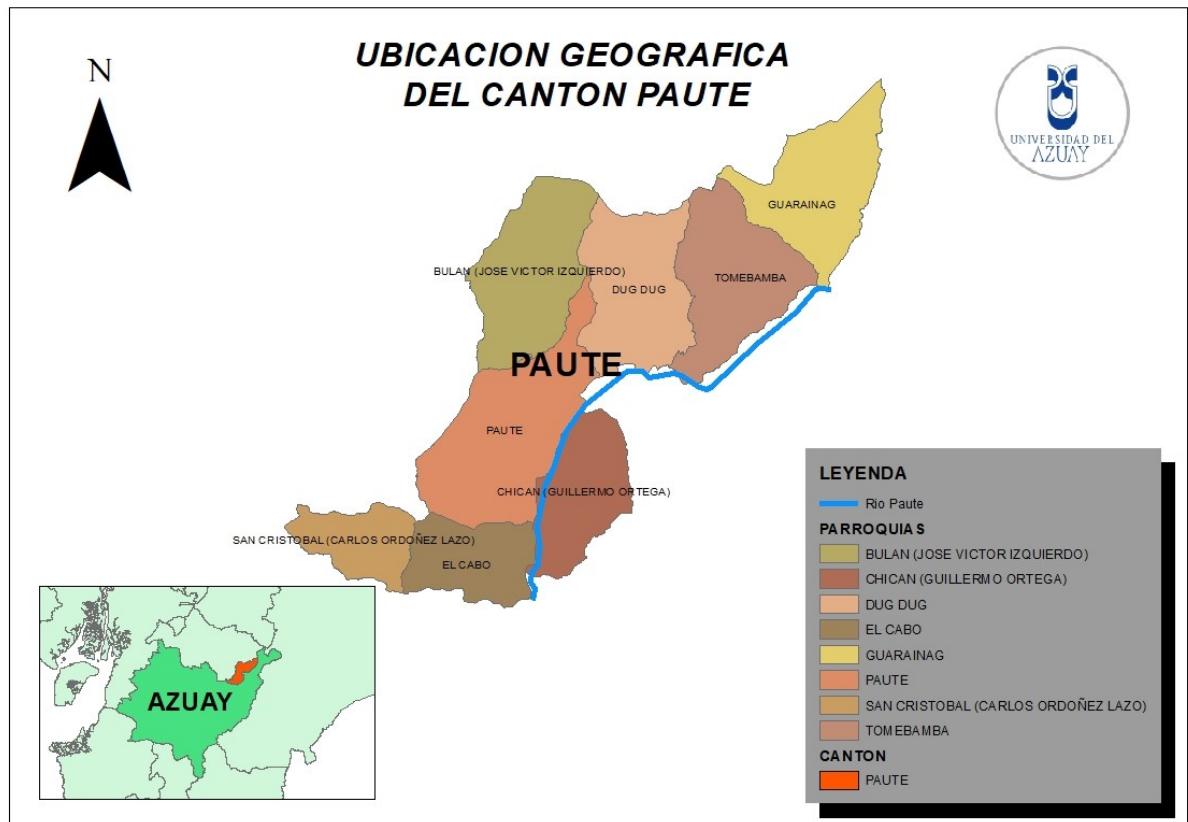 UBICACION GEOGRAFICA
DEL CANTON PAUTE
N
UNIVERSIDAD DEL
AZUAY
GUARAINAG
BULAN (JOSE VICTOR IZQUIERDO)
TOMEBAMBA
DUG DUG
PAUTE
PAUTE
CHICAN (GUILLERMO ORTEGA)
SAN CRISTOBAL (CARLOS ORDOÑEZ LAZO)
EL CABO
AZUAY
LEYENDA
Rio Paute
PARROQUIAS
BULAN (JOSE VICTOR IZQUIERDO)
CHICAN (GUILLERMO ORTEGA)
DUG DUG
EL CABO
GUARAINAG
PAUTE
SAN CRISTOBAL (CARLOS ORDOÑEZ LAZO)
TOMEBAMBA
CANTON
PAUTE